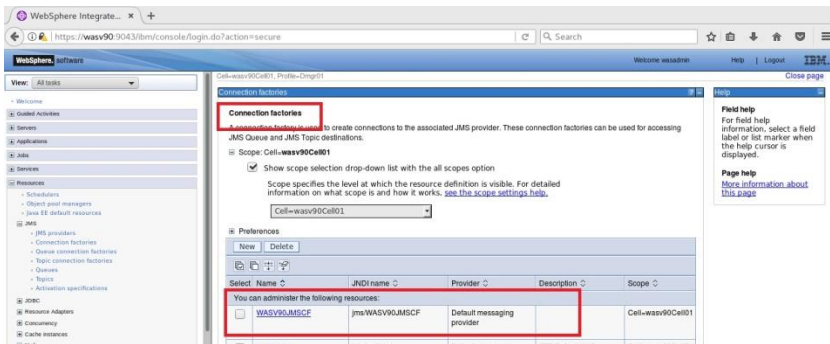 WebSphere Integrate... × +
https://wasv90:9043/ibm/console/login.do?action=secure
Search
WebSphere. software
Welcome wasadmin
Help | Logout
IBM.
View: All tasks
Welcome
Guided Activities
Servers
Applications
Jobs
Services
Resources
Schedulers
Object pool managers
Java EE default resources
JMS
JMS providers
Connection factories
Queue connection factories
Topic connection factories
Queues
Topics
Activation specifications
JDBC
Resource Adapters
Concurrency
Cache instances
Cell=wasv90Cell01, Profile=Dmgr01
Close page
Connection factories
Connection factories
A connection factory is used to create connections to the associated JMS provider. These connection factories can be used for accessing
JMS Queue and JMS Topic destinations.
Scope: Cell=wasv90Cell01
Show scope selection drop-down list with the all scopes option
Scope specifies the level at which the resource definition is visible. For detailed
information on what scope is and how it works, see the scope settings help.
Cell=wasv90Cell01
Preferences
New Delete
Select Name JNDI name Provider Description Scope
You can administer the following resources:
WASV90JMSCF jms/WASV90JMSCF Default messaging provider Cell=wasv90Cell01
Help
Field help
For field help
information, select a field
label or list marker when
the help cursor is
displayed.
Page help
More information about
this page